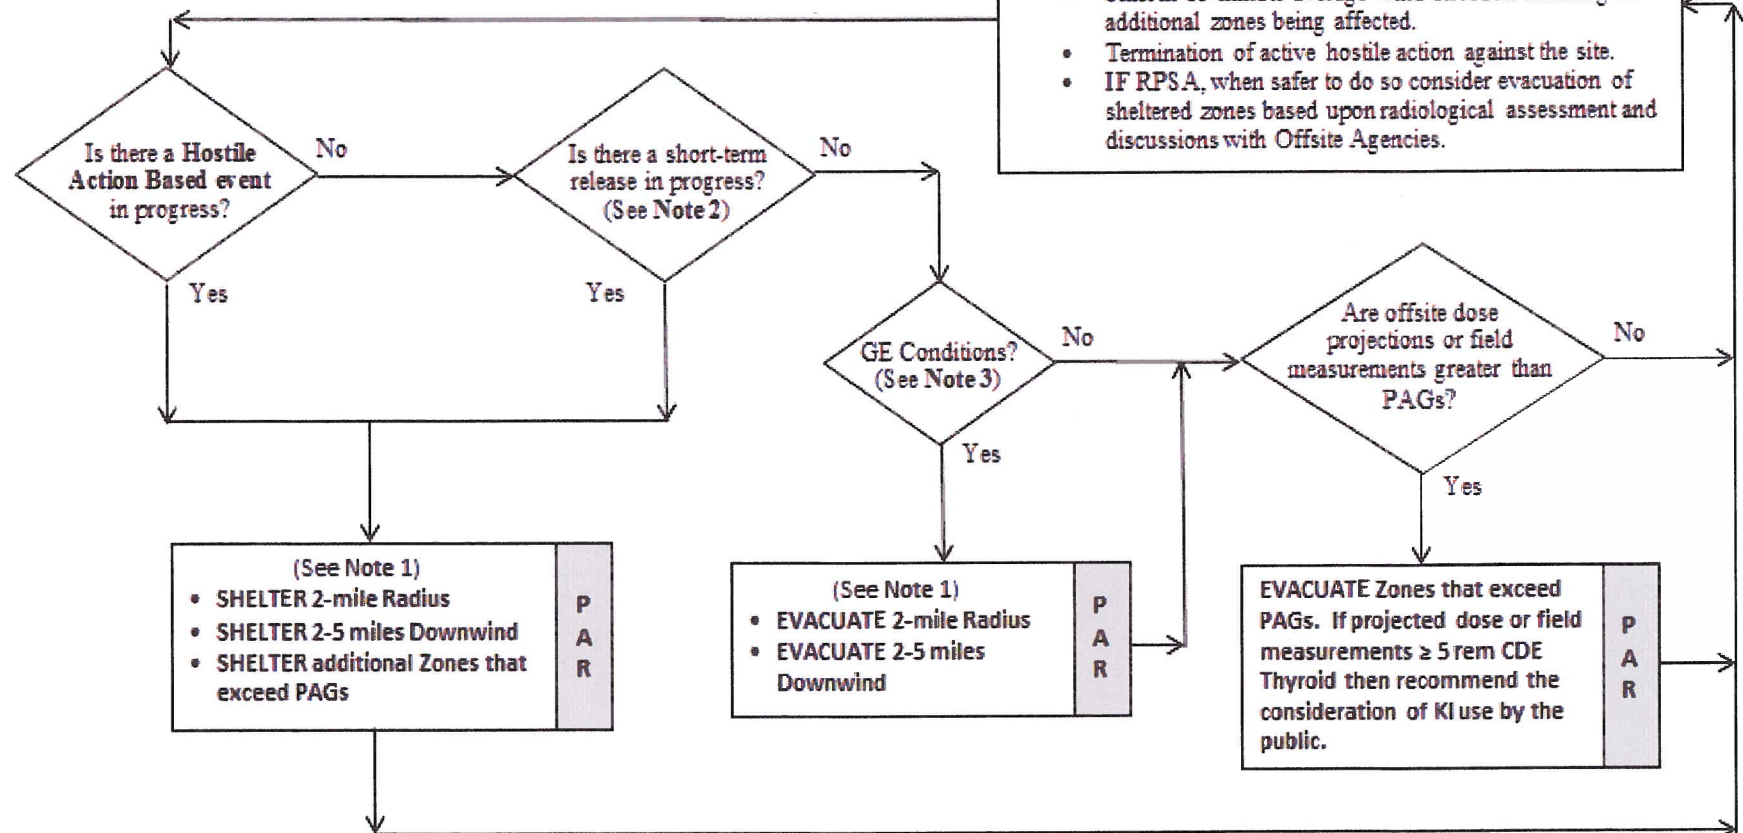 additional zones being affected.
• Termination of active hostile action against the site.
• IF RPSA, when safer to do so consider evacuation of
sheltered zones based upon radiological assessment and
discussions with Offsite Agencies.
Is there a Hostile
Action Based event
in progress?
No
Yes
Is there a short-term
release in progress?
(See Note 2)
No
Yes
GE Conditions?
(See Note 3)
No
Yes
Are offsite dose
projections or field
measurements greater than
PAGs?
No
Yes
(See Note 1)
• SHELTER 2-mile Radius
• SHELTER 2-5 miles Downwind
• SHELTER additional Zones that
exceed PAGs
P
A
R
(See Note 1)
• EVACUATE 2-mile Radius
• EVACUATE 2-5 miles
Downwind
P
A
R
EVACUATE Zones that exceed
PAGs. If projected dose or field
measurements ≥ 5 rem CDE
Thyroid then recommend the
consideration of KI use by the
public.
P
A
R